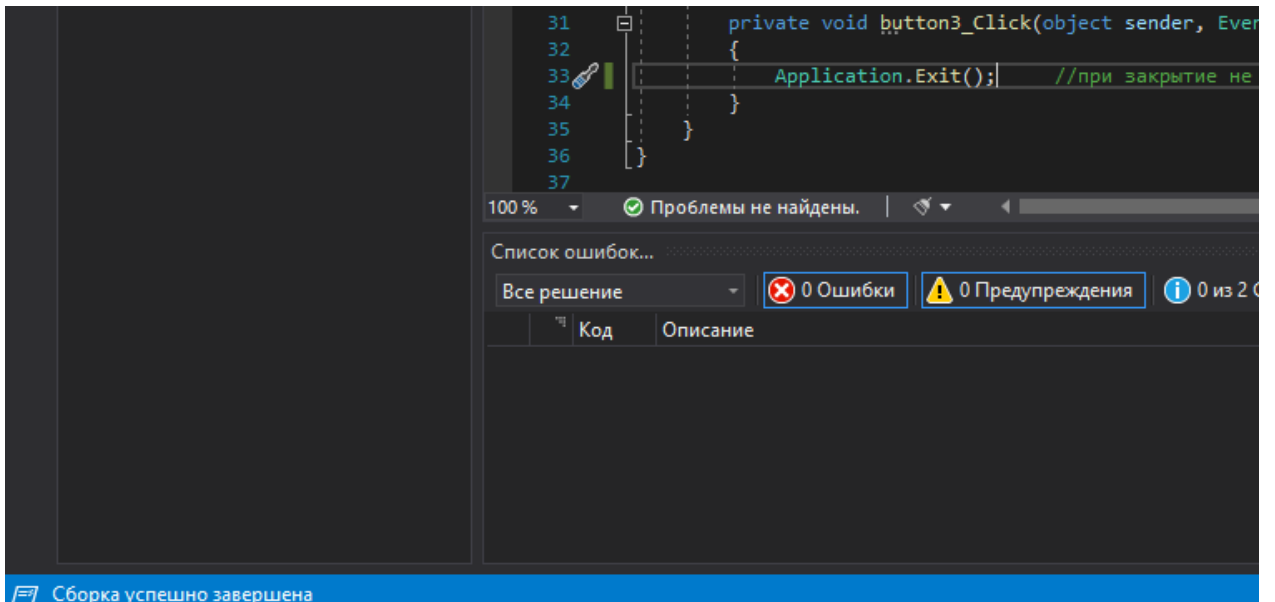 31 private void button3_Click(object sender, Even
32 {
33 Application.Exit(); //при закрытие не
34 }
35 }
36 }
37
100 % Проблемы не найдены.
Список ошибок...
Все решение 0 Ошибки 0 Предупреждения 0 из 2
Код Описание
Сборка успешно завершена